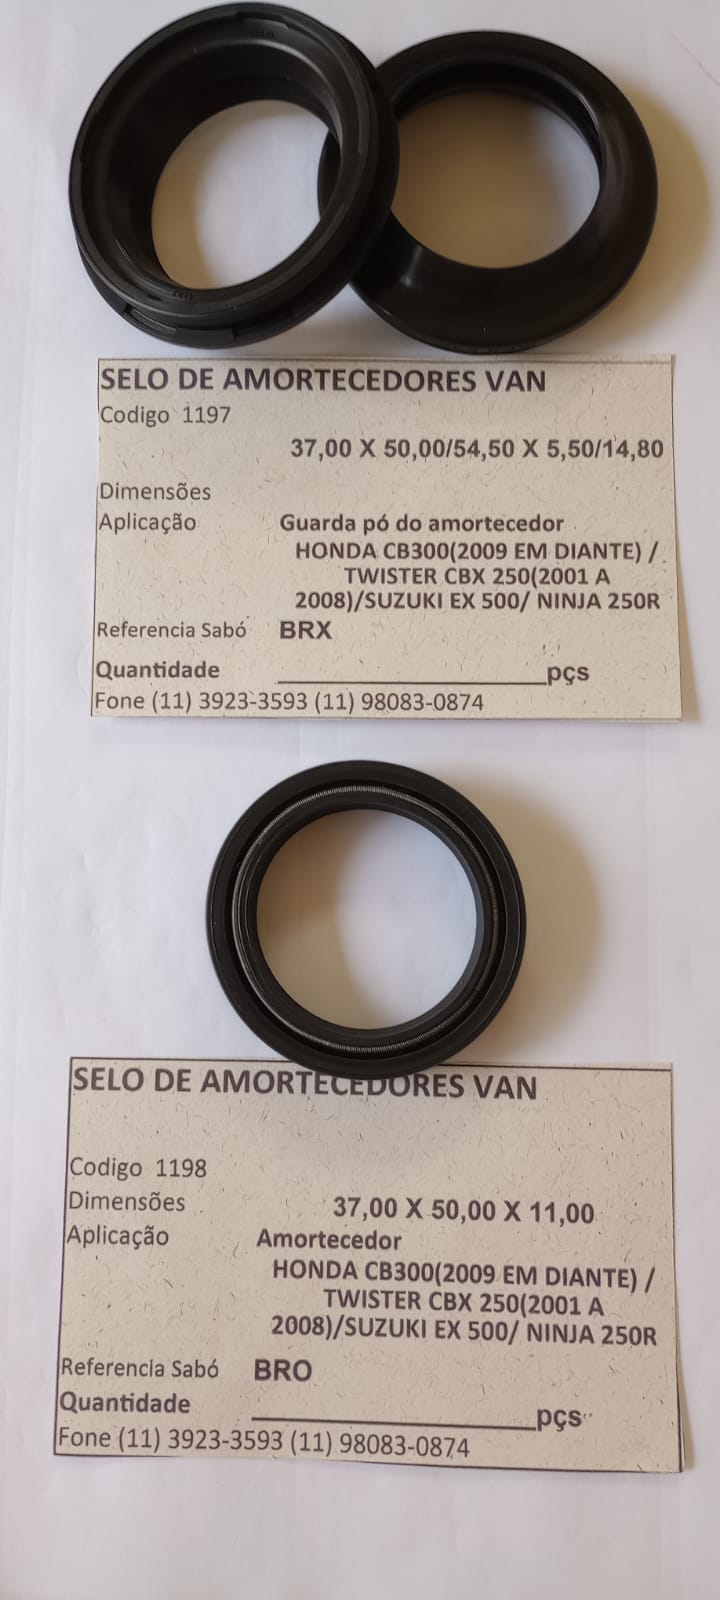 SELO DE AMORTECEDORES VAN
Codigo 1197
37,00 X 50,00/54,50 X 5,50/14,80
Dimensões
Aplicação Guarda pó do amortecedor
HONDA CB300(2009 EM DIANTE) /
TWISTER CBX 250(2001 A
2008)/SUZUKI EX 500/ NINJA 250R
Referencia Sabó BRX
Quantidade ____________________pçs
Fone (11) 3923-3593 (11) 98083-0874
SELO DE AMORTECEDORES VAN
Codigo 1198
Dimensões 37,00 X 50,00 X 11,00
Aplicação Amortecedor
HONDA CB300(2009 EM DIANTE) /
TWISTER CBX 250(2001 A
2008)/SUZUKI EX 500/ NINJA 250R
Referencia Sabó BRO
Quantidade ____________________pçs
Fone (11) 3923-3593 (11) 98083-0874